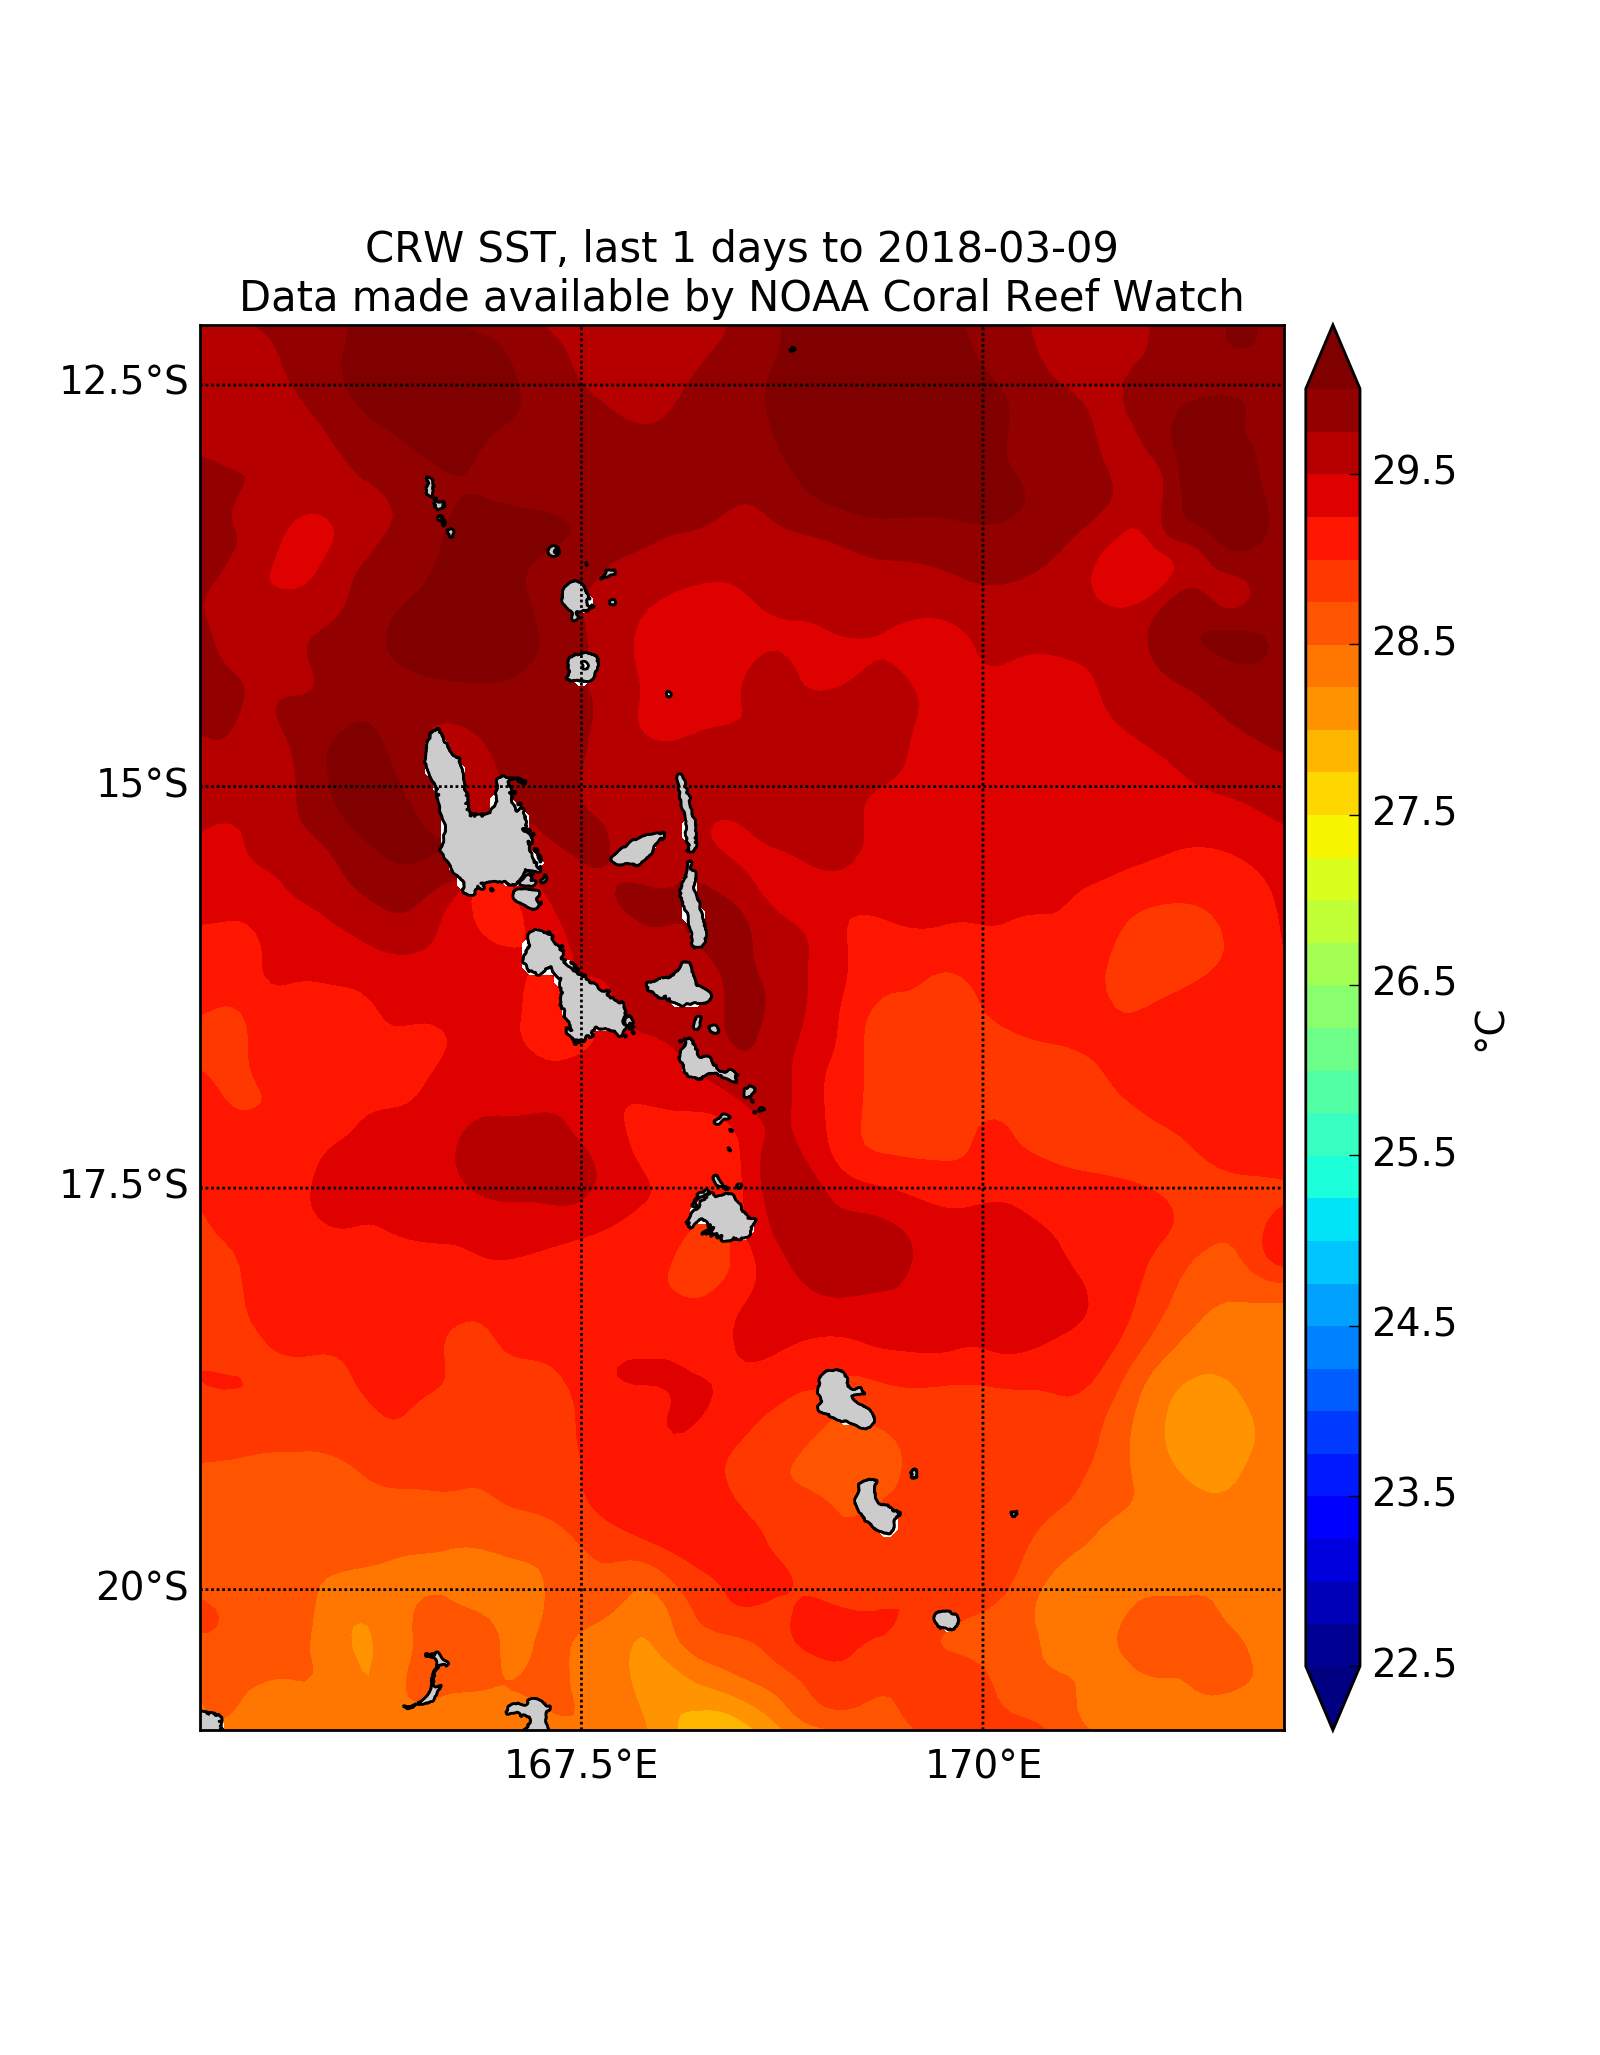 CRW SST, last 1 days to 2018-03-09
Data made available by NOAA Coral Reef Watch
12.5°S
15°S
17.5°S
20°S
167.5°E
170°E
29.5
28.5
27.5
26.5
25.5
24.5
23.5
22.5
°C